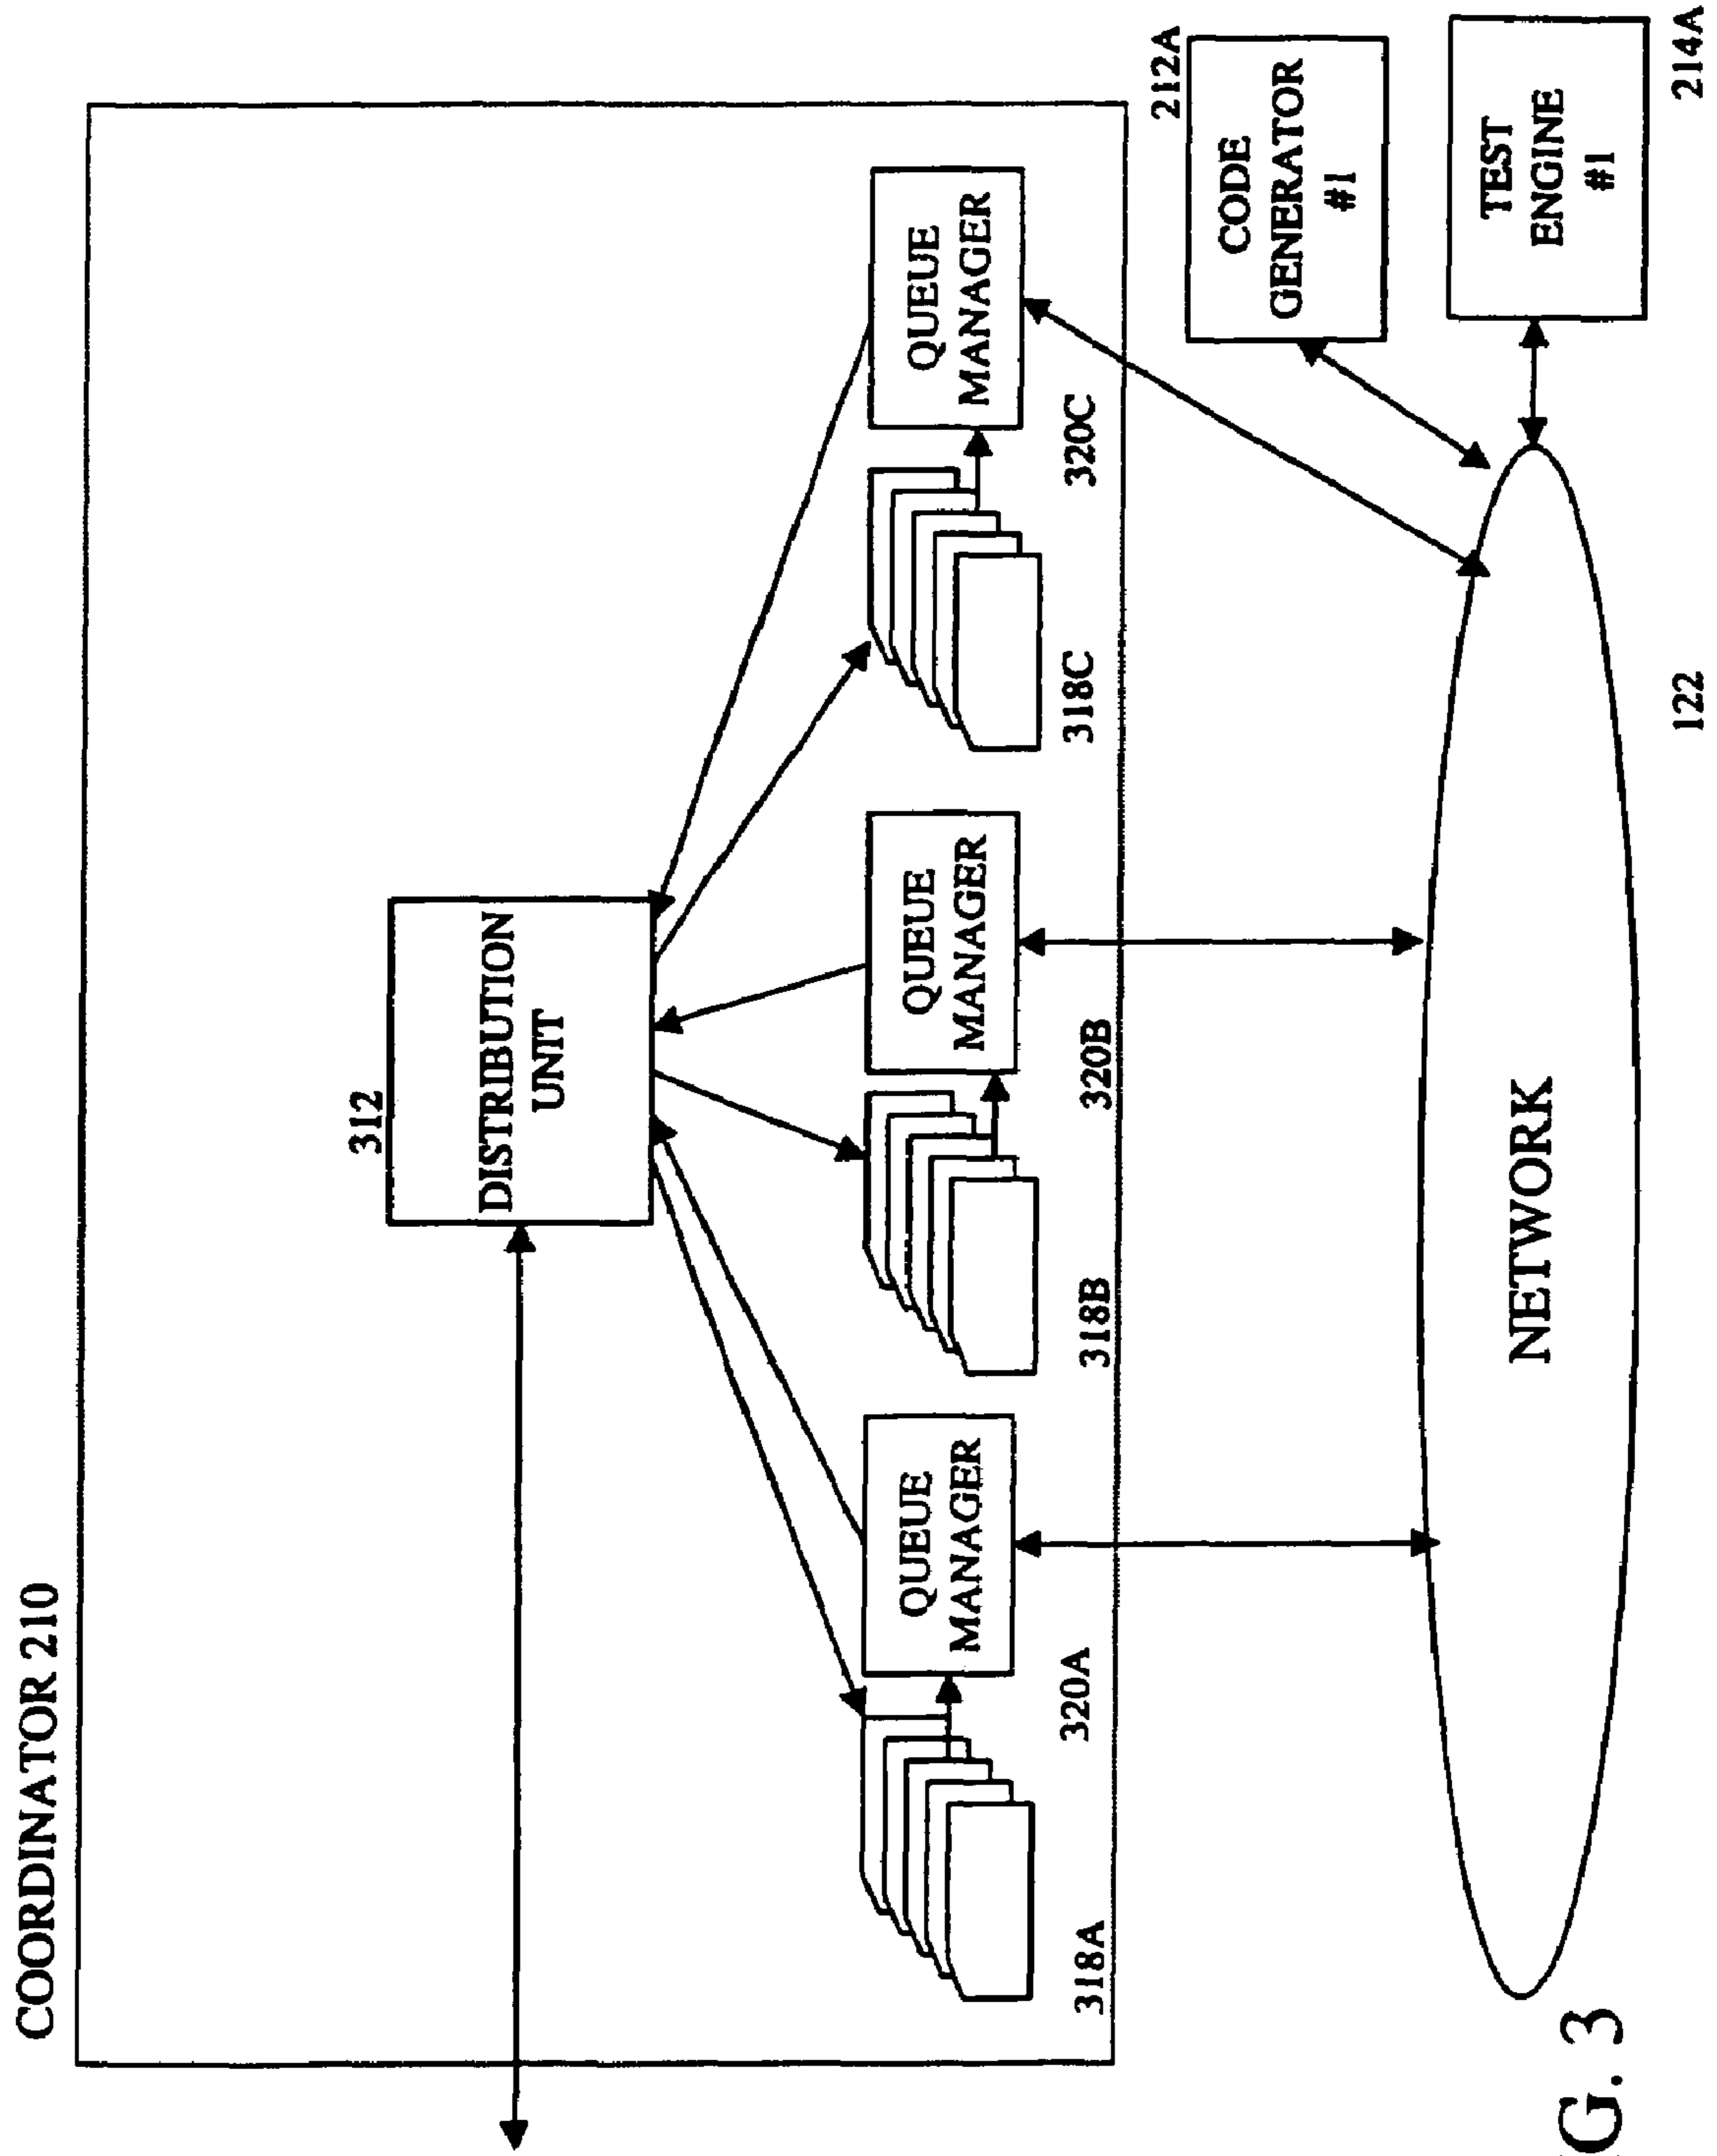 COORDINATOR 210
312
DISTRIBUTION
UNIT
QUEUE
MANAGER
QUEUE
MANAGER
QUEUE
MANAGER
318A
320A
318B
320B
318C
320C
212A
CODE
GENERATOR
#1
TEST
ENGINE
#1
214A
NETWORK
122
G. 3